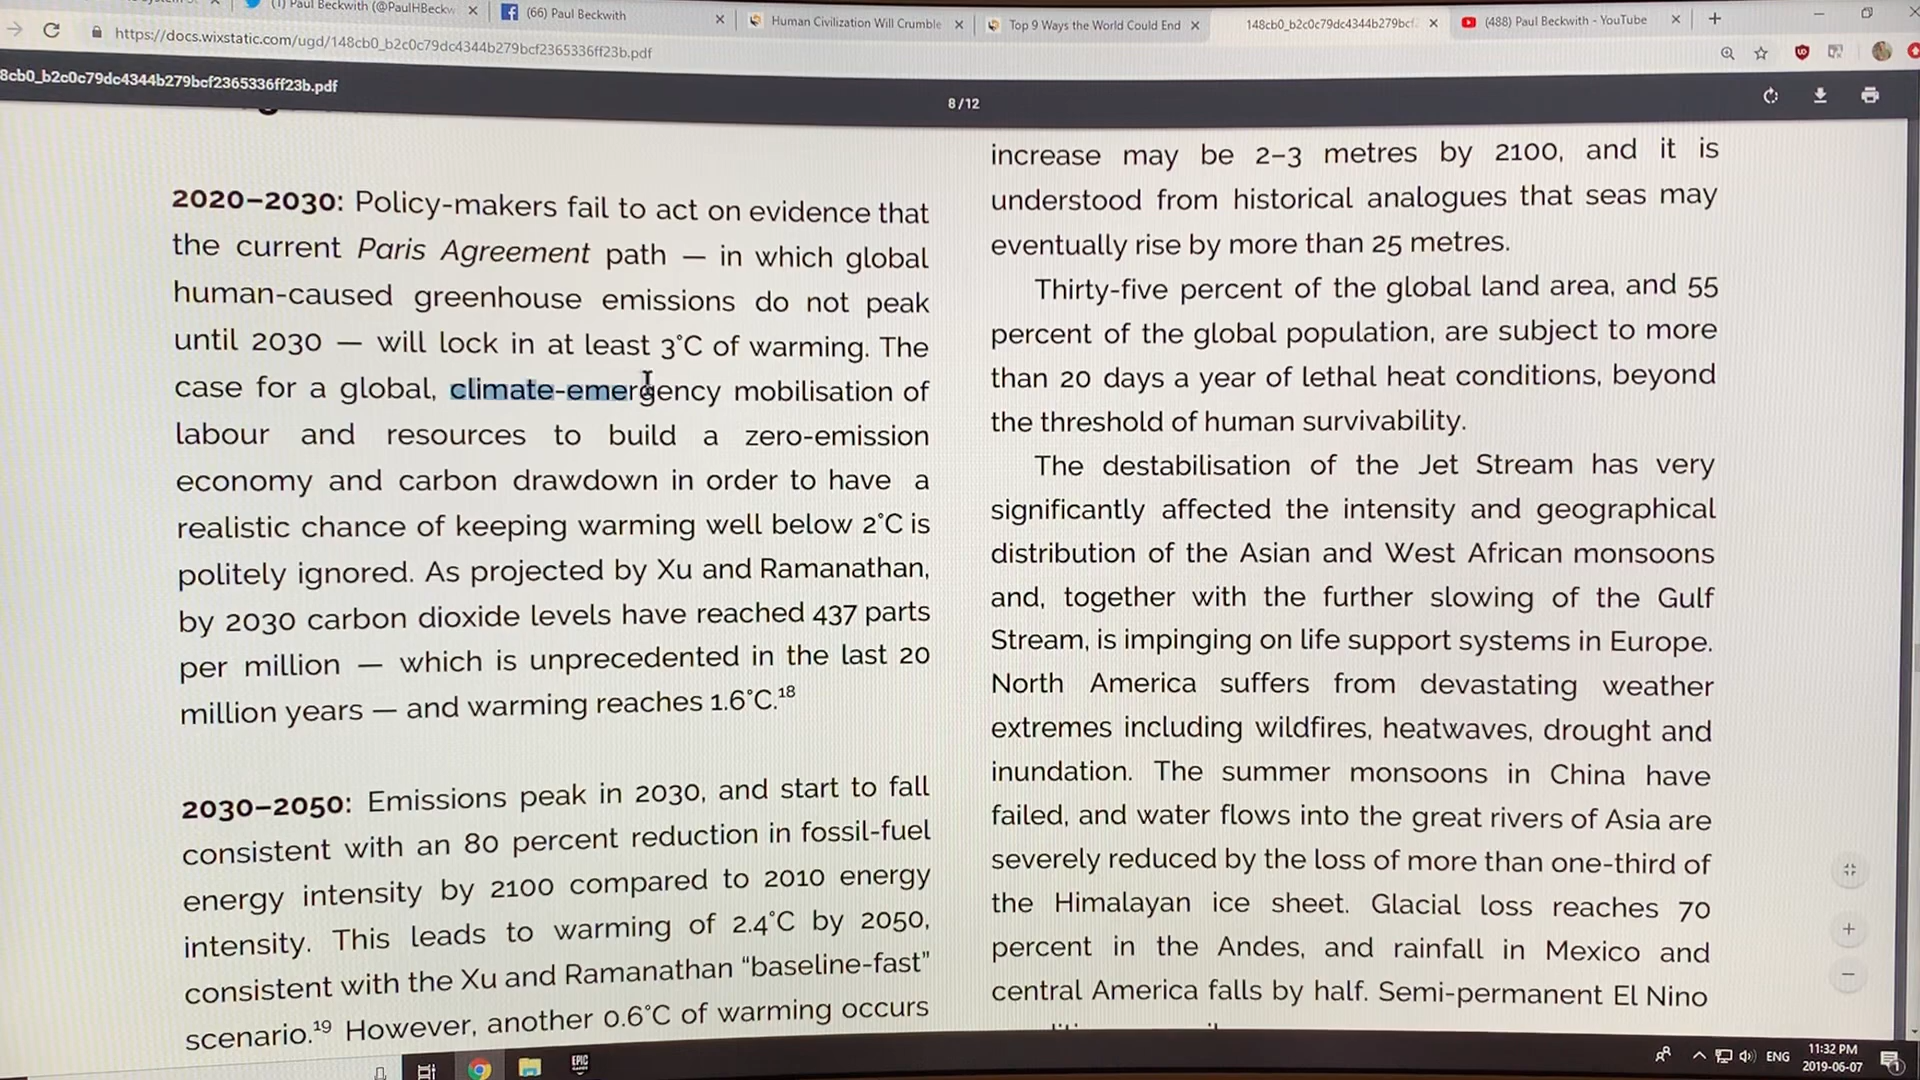 (1) Paul Beckwith (@PaulHBeckw
(66) Paul Beckwith
Human Civilization Will Crumble
Top 9 Ways the World Could End
148cb0_b2c0c79dc4344b279bcf
(488) Paul Beckwith - YouTube
https://docs.wixstatic.com/ugd/148cb0_b2c0c79dc4344b279bcf2365336ff23b.pdf
8cb0_b2c0c79dc4344b279bcf2365336ff23b.pdf
8/12
2020–2030: Policy-makers fail to act on evidence that
the current Paris Agreement path — in which global
human-caused greenhouse emissions do not peak
until 2030 — will lock in at least 3°C of warming. The
case for a global, climate-emergency mobilisation of
labour and resources to build a zero-emission
economy and carbon drawdown in order to have a
realistic chance of keeping warming well below 2°C is
politely ignored. As projected by Xu and Ramanathan,
by 2030 carbon dioxide levels have reached 437 parts
per million — which is unprecedented in the last 20
million years — and warming reaches 1.6°C.18
2030–2050: Emissions peak in 2030, and start to fall
consistent with an 80 percent reduction in fossil-fuel
energy intensity by 2100 compared to 2010 energy
intensity. This leads to warming of 2.4°C by 2050,
consistent with the Xu and Ramanathan “baseline-fast”
scenario.19 However, another 0.6°C of warming occurs
increase may be 2–3 metres by 2100, and it is
understood from historical analogues that seas may
eventually rise by more than 25 metres.
Thirty-five percent of the global land area, and 55
percent of the global population, are subject to more
than 20 days a year of lethal heat conditions, beyond
the threshold of human survivability.
The destabilisation of the Jet Stream has very
significantly affected the intensity and geographical
distribution of the Asian and West African monsoons
and, together with the further slowing of the Gulf
Stream, is impinging on life support systems in Europe.
North America suffers from devastating weather
extremes including wildfires, heatwaves, drought and
inundation. The summer monsoons in China have
failed, and water flows into the great rivers of Asia are
severely reduced by the loss of more than one-third of
the Himalayan ice sheet. Glacial loss reaches 70
percent in the Andes, and rainfall in Mexico and
central America falls by half. Semi-permanent El Nino
EPIC
ENG
11:32 PM
2019-06-07
1